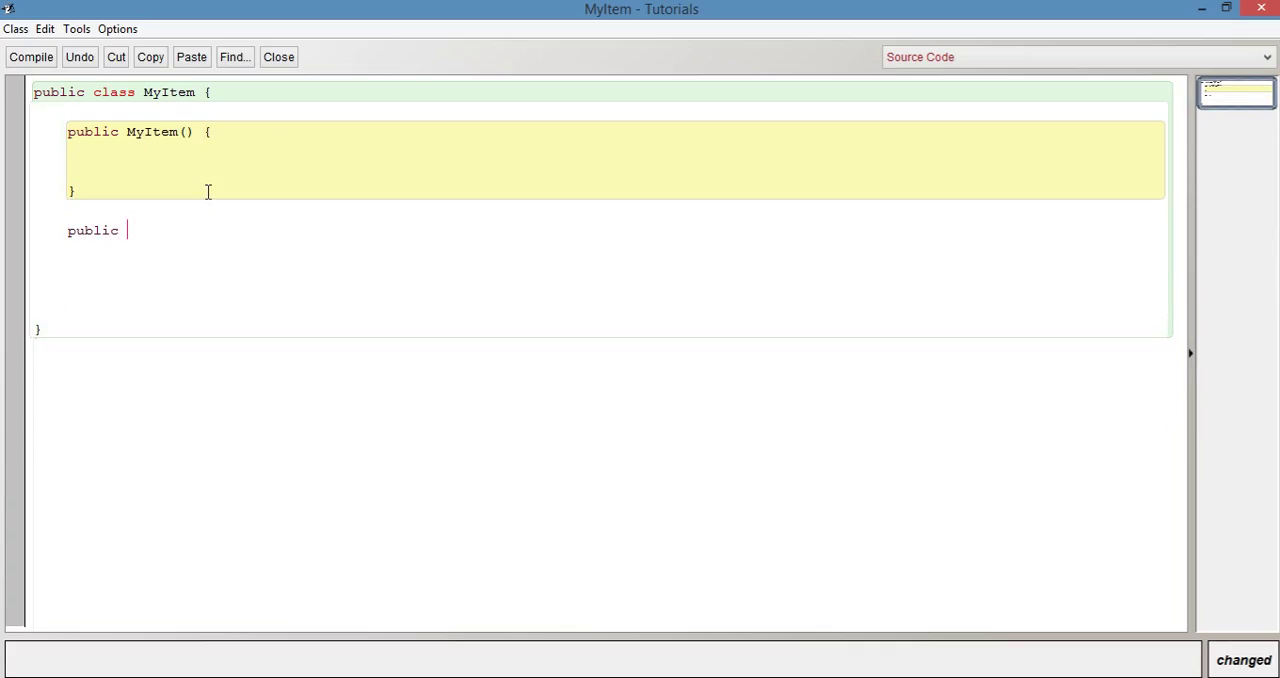 MyItem - Tutorials
Class Edit Tools Options
Compile Undo Cut Copy Paste Find... Close Source Code
public class MyItem {
public MyItem() {
}
public
}
changed